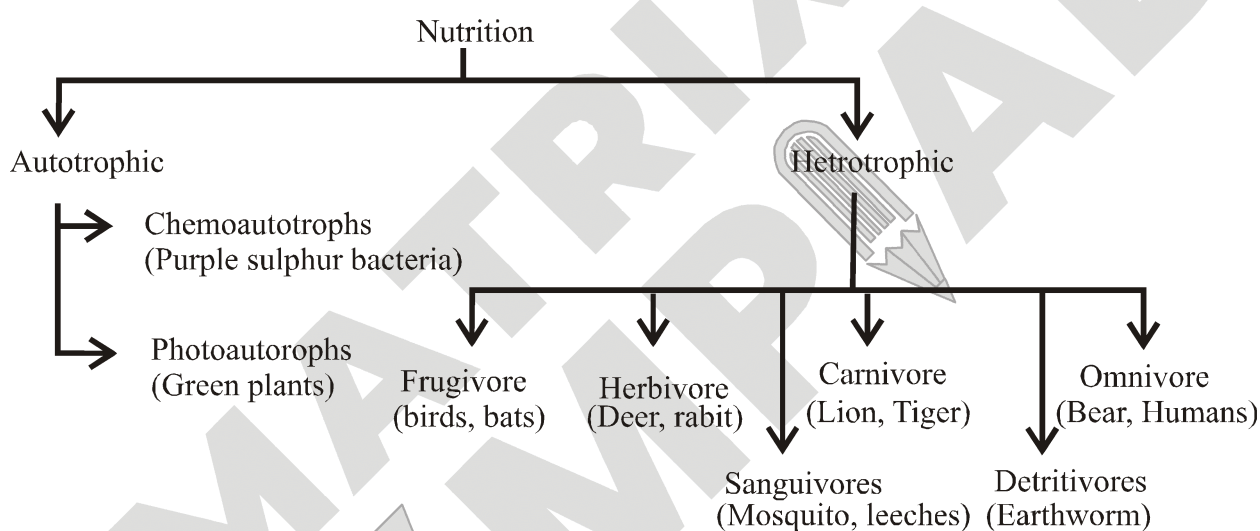 Nutrition
Autotrophic
Hetrotrophic
Chemoautotrophs
(Purple sulphur bacteria)
Photoautorophs
(Green plants)
Frugivore
(birds, bats)
Herbivore
(Deer, rabit)
Carnivore
(Lion, Tiger)
Omnivore
(Bear, Humans)
Sanguivores
(Mosquito, leeches)
Detritivores
(Earthworm)
MATRIX